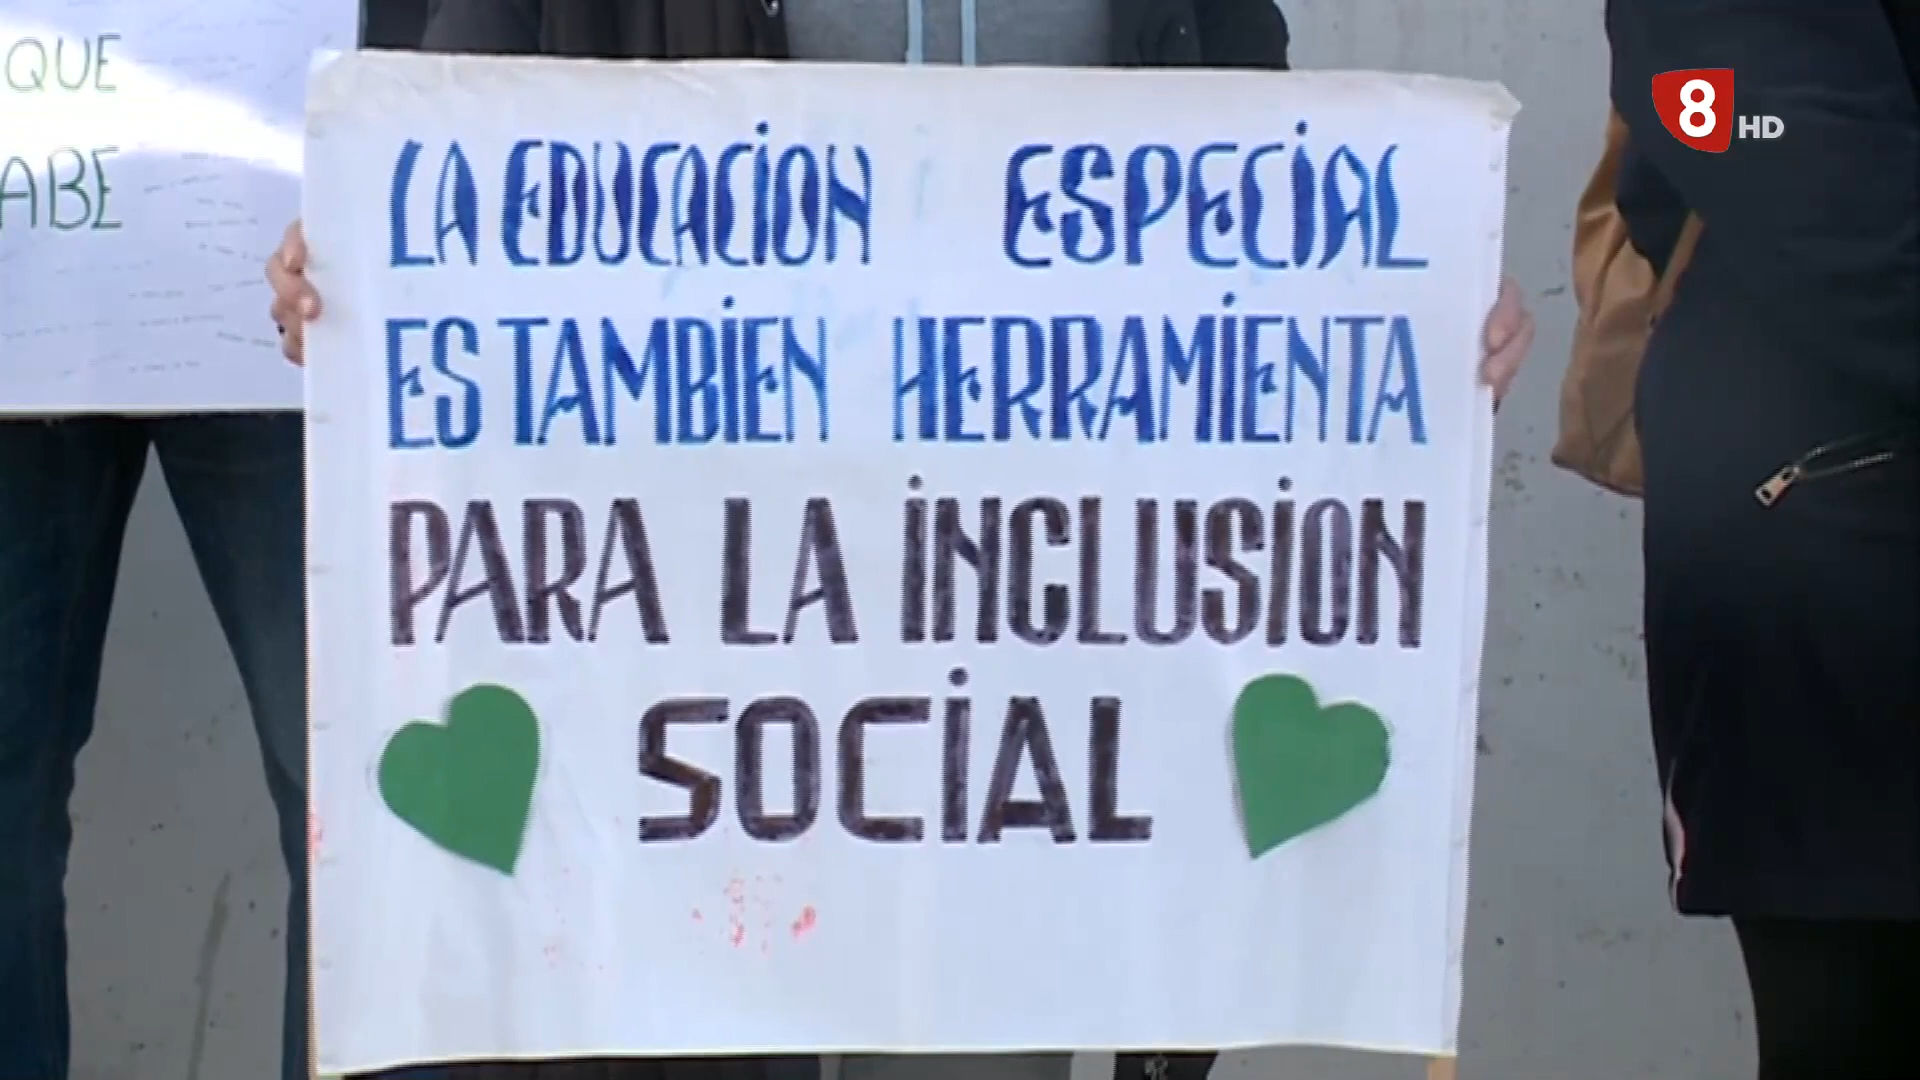 QUE
ABE
8 HD
LA EDUCACION ESPECIAL
ES TAMBIEN HERRAMIENTA
PARA LA INCLUSION
SOCIAL